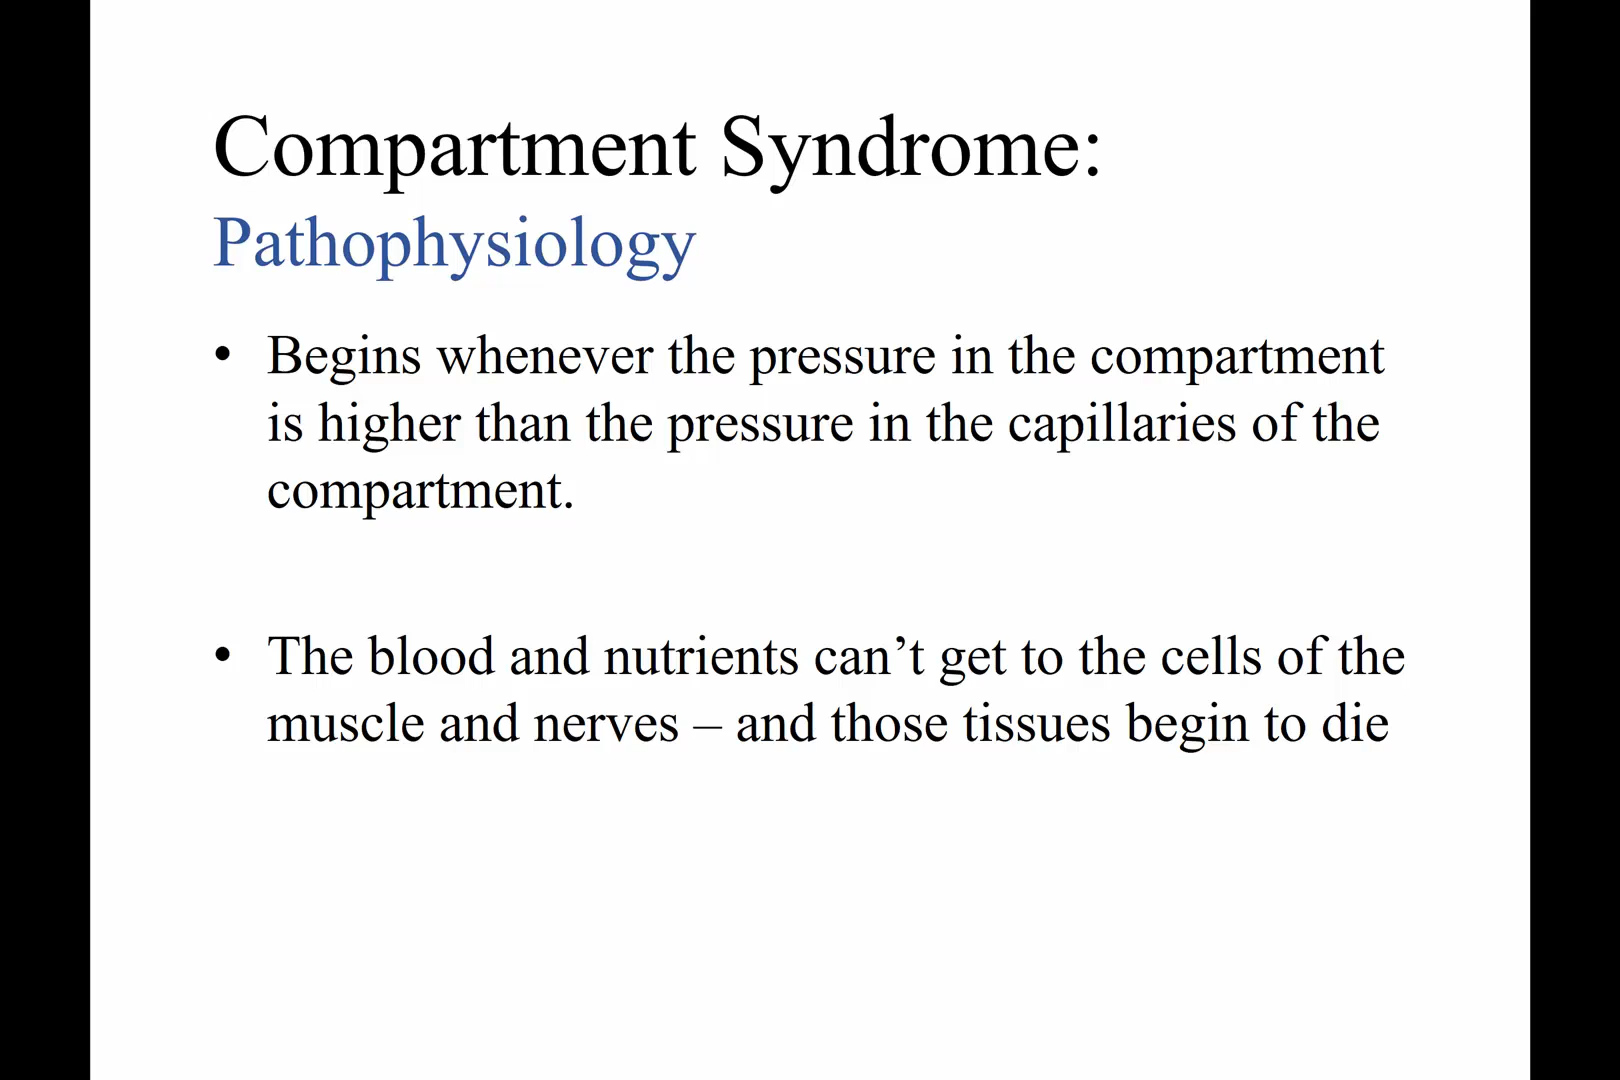 Compartment Syndrome:
Pathophysiology
• Begins whenever the pressure in the compartment
is higher than the pressure in the capillaries of the
compartment.
• The blood and nutrients can’t get to the cells of the
muscle and nerves – and those tissues begin to die